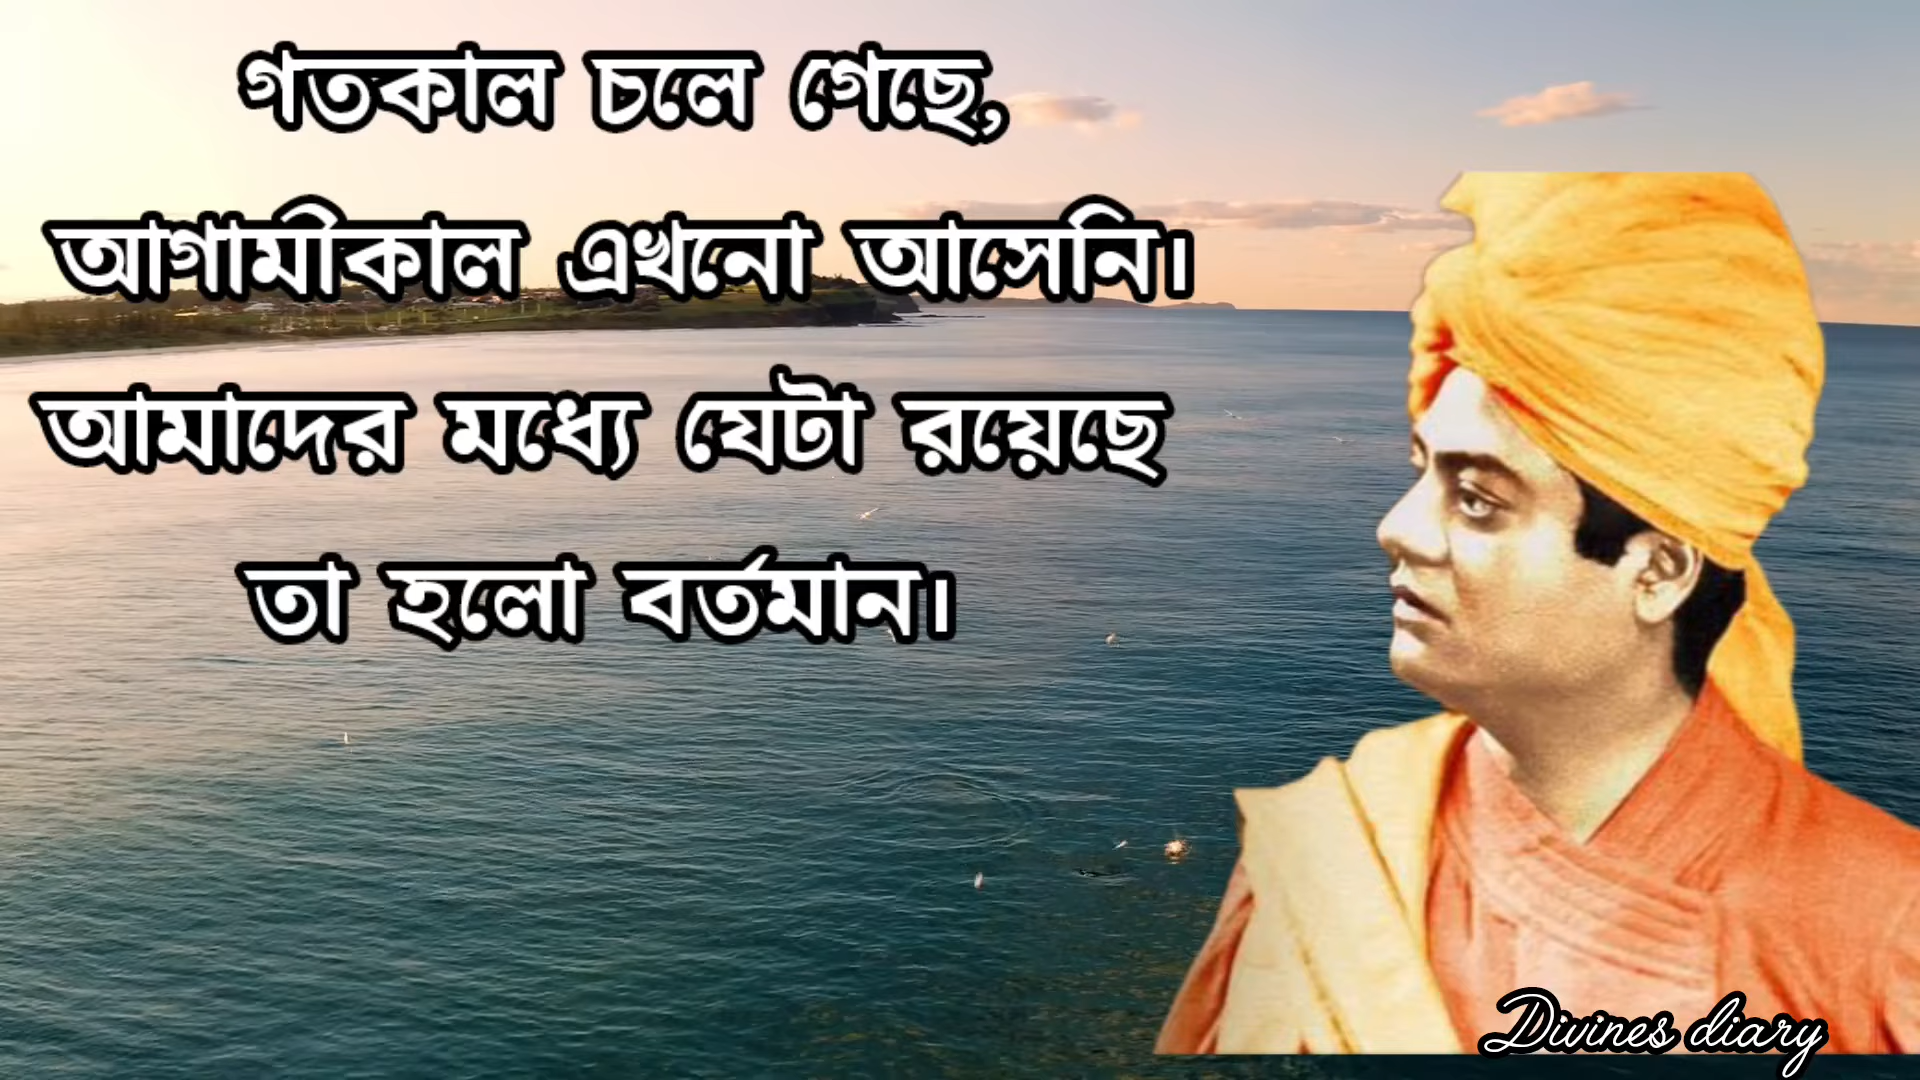 গতকাল চলে গেছে,
আগামীকাল এখনো আসেনি।
আমাদের মধ্যে যেটা রয়েছে
তা হলো বর্তমান।
Divines diary